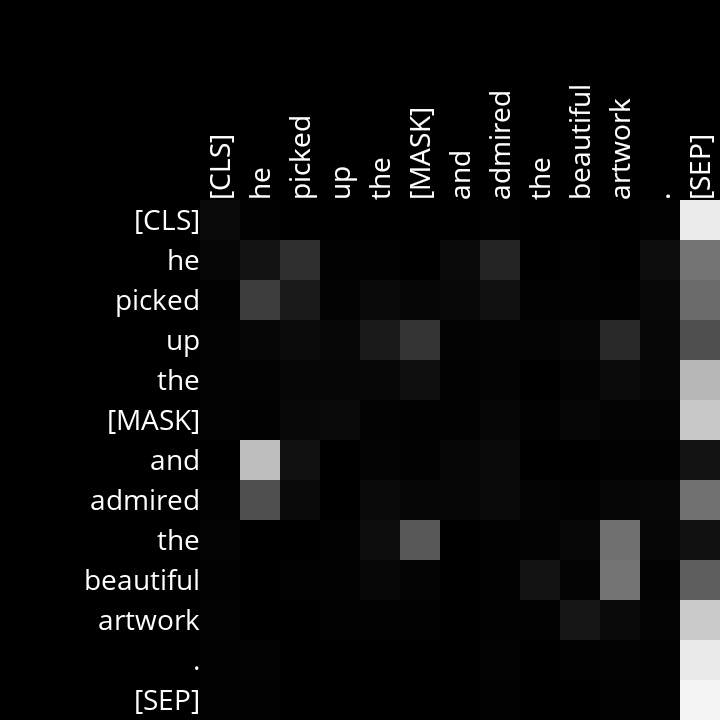 [CLS] he picked up the [MASK] and admired the beautiful artwork . [SEP]
[CLS]
he
picked
up
the
[MASK]
and
admired
the
beautiful
artwork
.
[SEP]